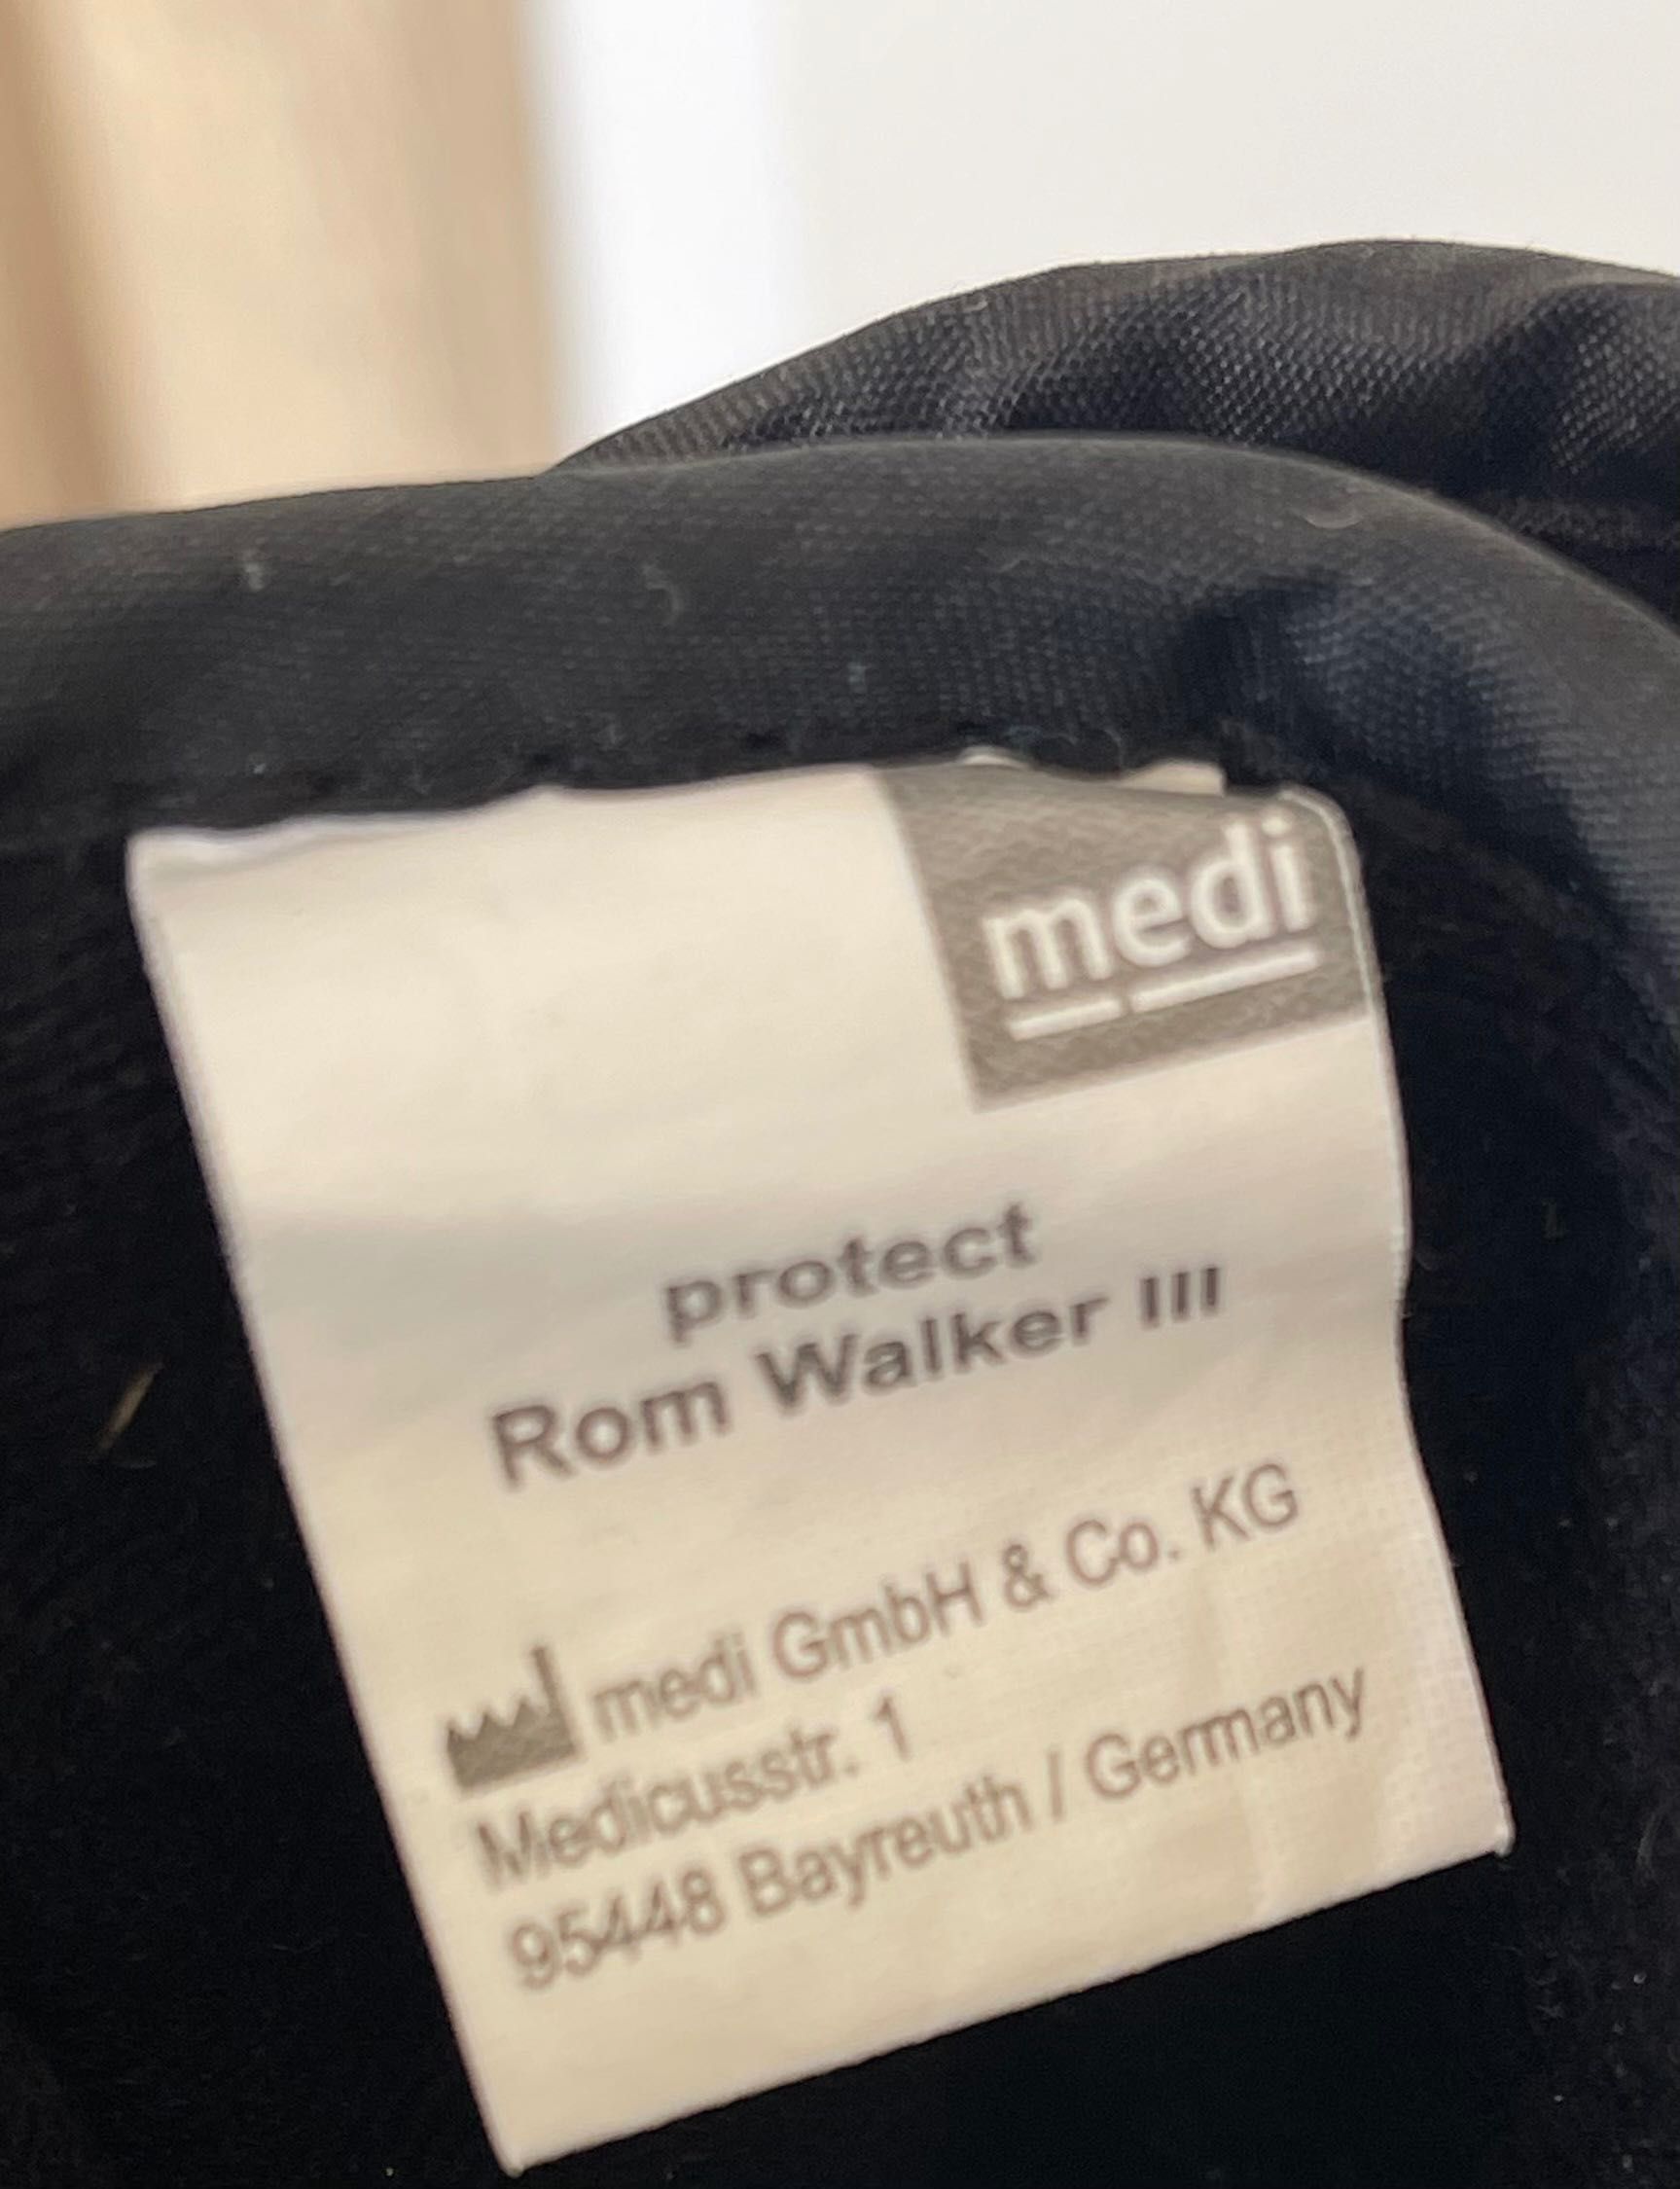 medi
protect
Rom Walker III
medi GmbH & Co. KG
Medicusstr. 1
95448 Bayreuth / Germany